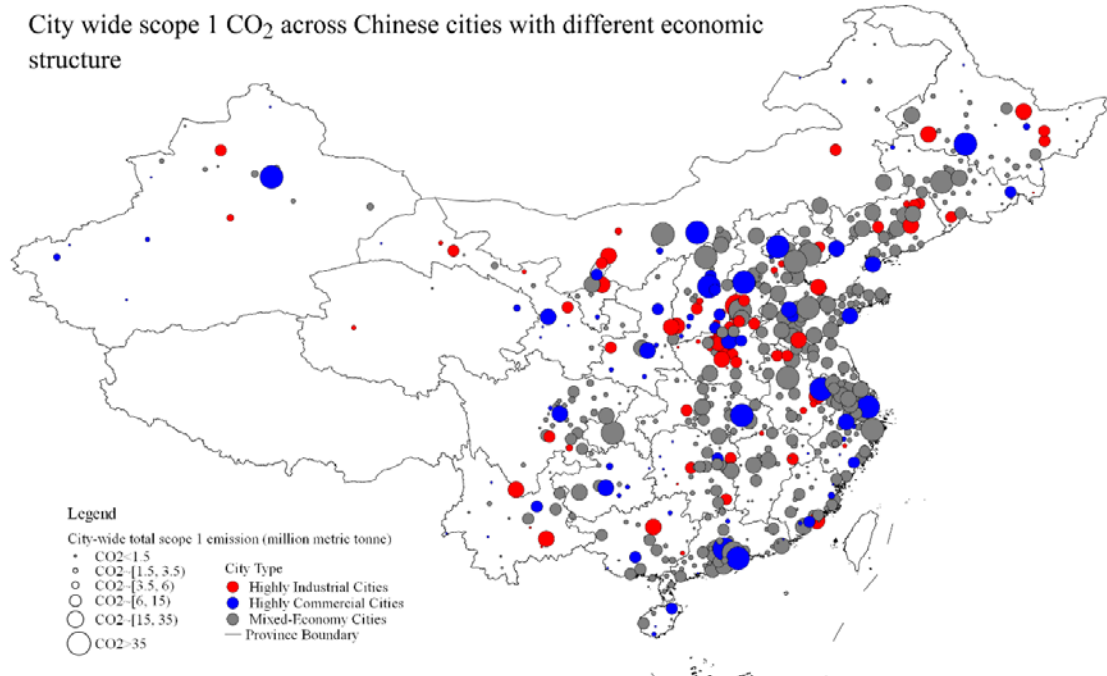 City wide scope 1 CO₂ across Chinese cities with different economic
structure
Legend
City-wide total scope 1 emission (million metric tonne)
CO2<1.5
CO2~[1.5, 3.5)
CO2~[3.5, 6)
CO2~[6, 15)
CO2~[15, 35)
CO2>35
City Type
Highly Industrial Cities
Highly Commercial Cities
Mixed-Economy Cities
Province Boundary